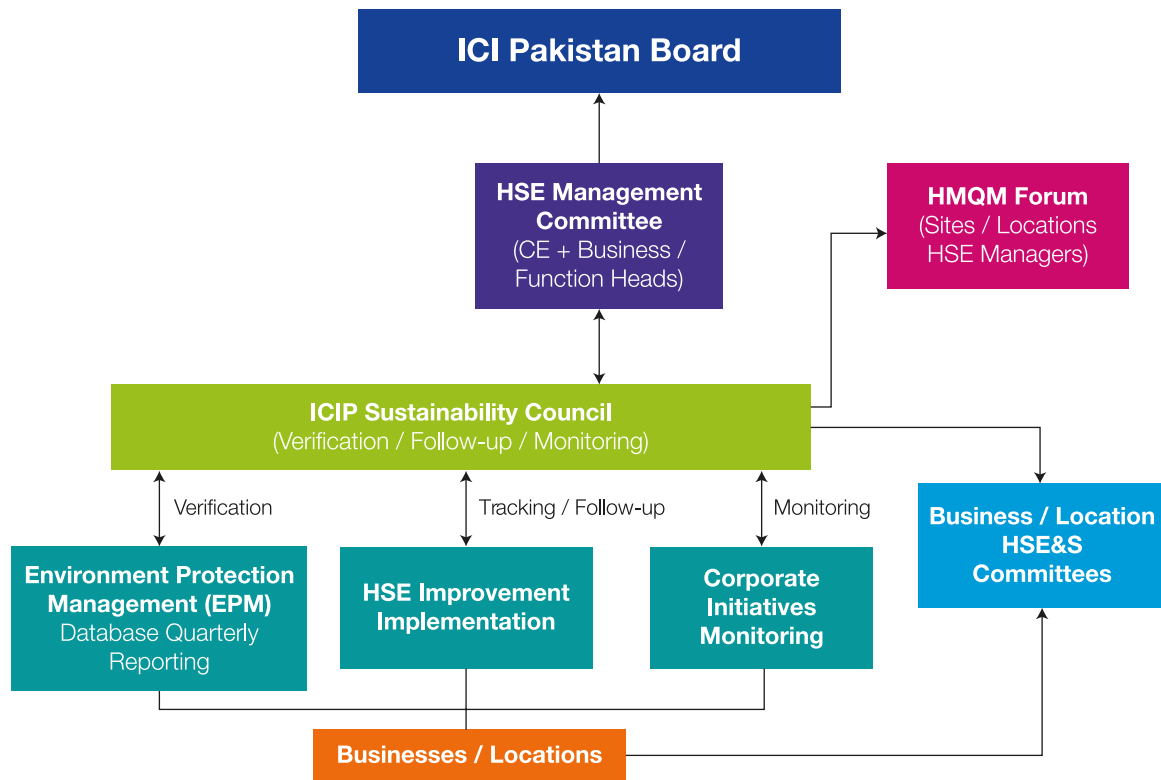 ICI Pakistan Board
HSE Management
Committee
(CE + Business /
Function Heads)
HMQM Forum
(Sites / Locations
HSE Managers)
ICIP Sustainability Council
(Verification / Follow-up / Monitoring)
Verification
Tracking / Follow-up
Monitoring
Environment Protection
Management (EPM)
Database Quarterly
Reporting
HSE Improvement
Implementation
Corporate
Initiatives
Monitoring
Business / Location
HSE&S
Committees
Businesses / Locations